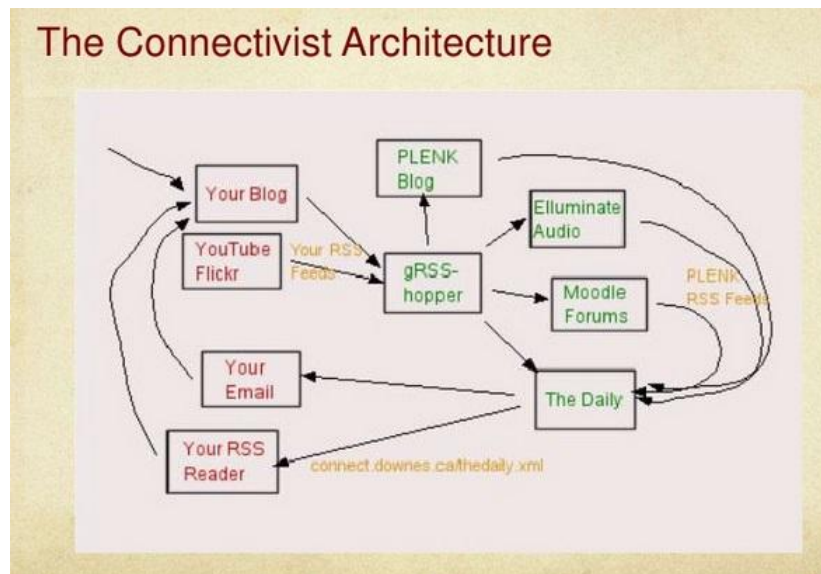 The Connectivist Architecture
PLENK
Blog
Your Blog
Elluminate
Audio
YouTube
Flickr
Your RSS
Feeds
gRSS-
hopper
Moodle
Forums
PLENK
RSS Feeds
Your
Email
The Daily
Your RSS
Reader
connect.downes.ca/thedaily.xml